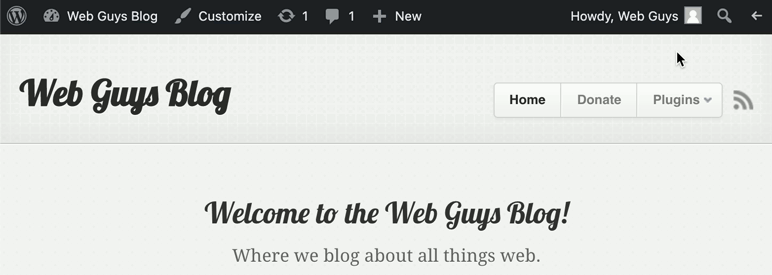 Web Guys Blog Customize 1 1 New Howdy, Web Guys
Web Guys Blog
Home Donate Plugins
Welcome to the Web Guys Blog!
Where we blog about all things web.